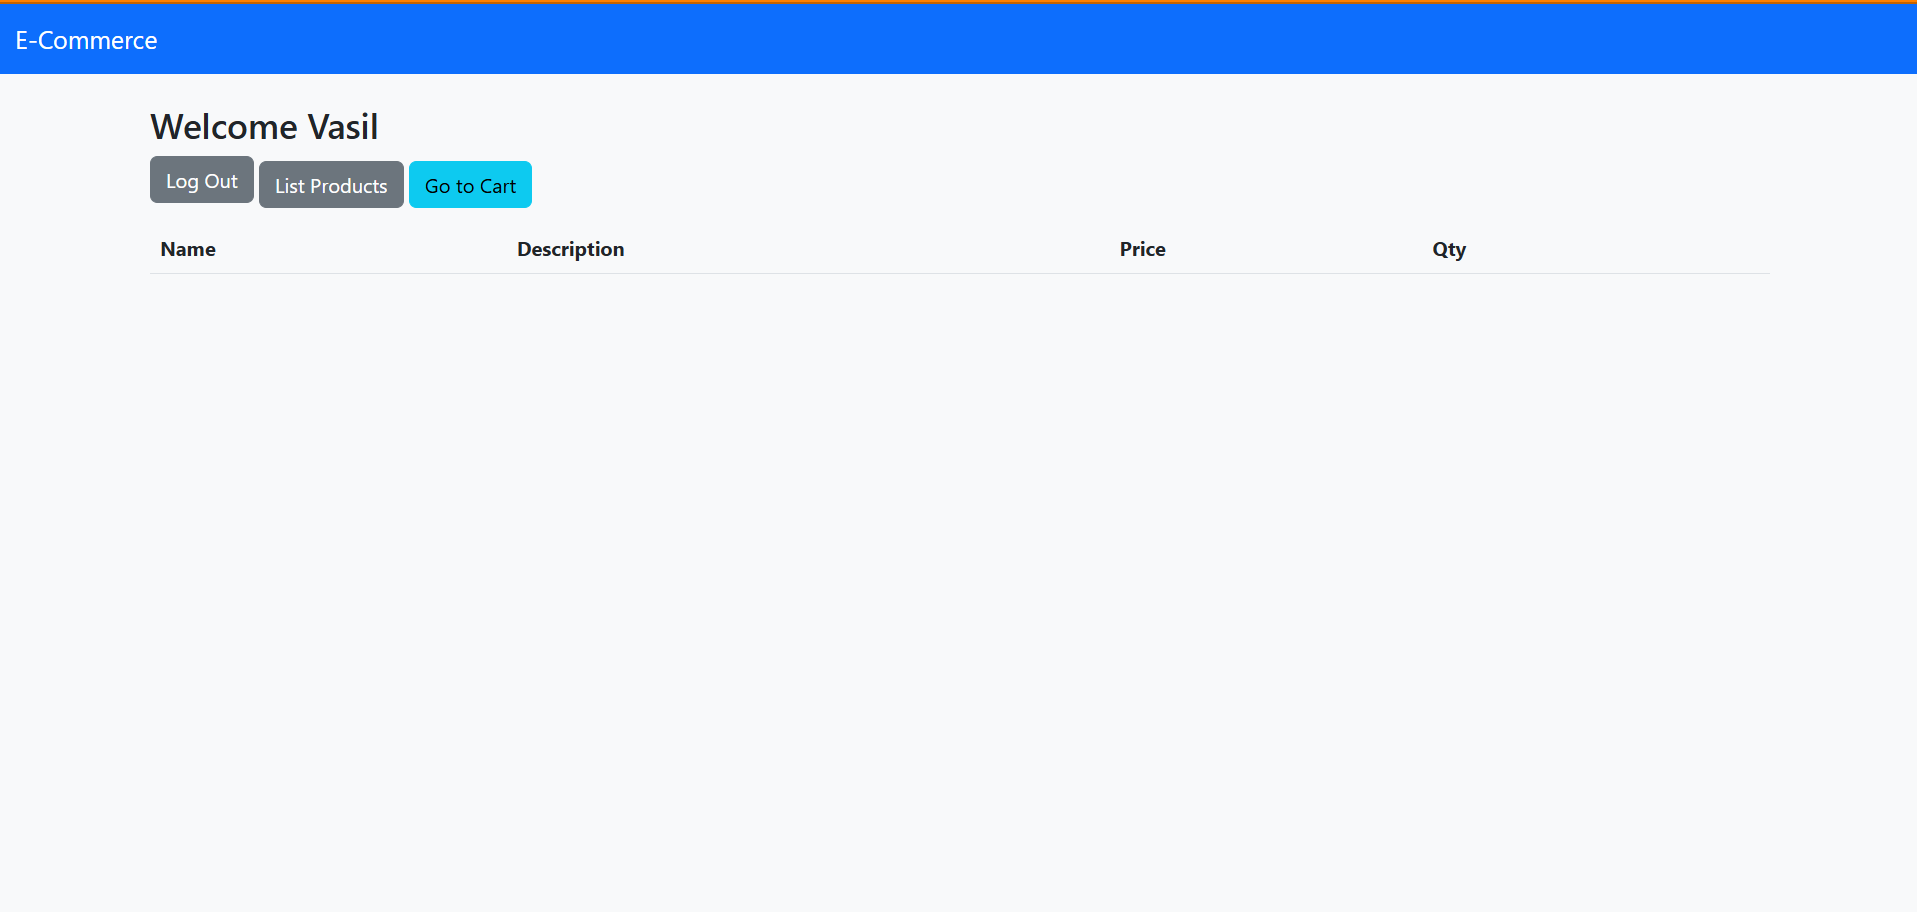 E-Commerce
Welcome Vasil
Log Out List Products Go to Cart
Name Description Price Qty